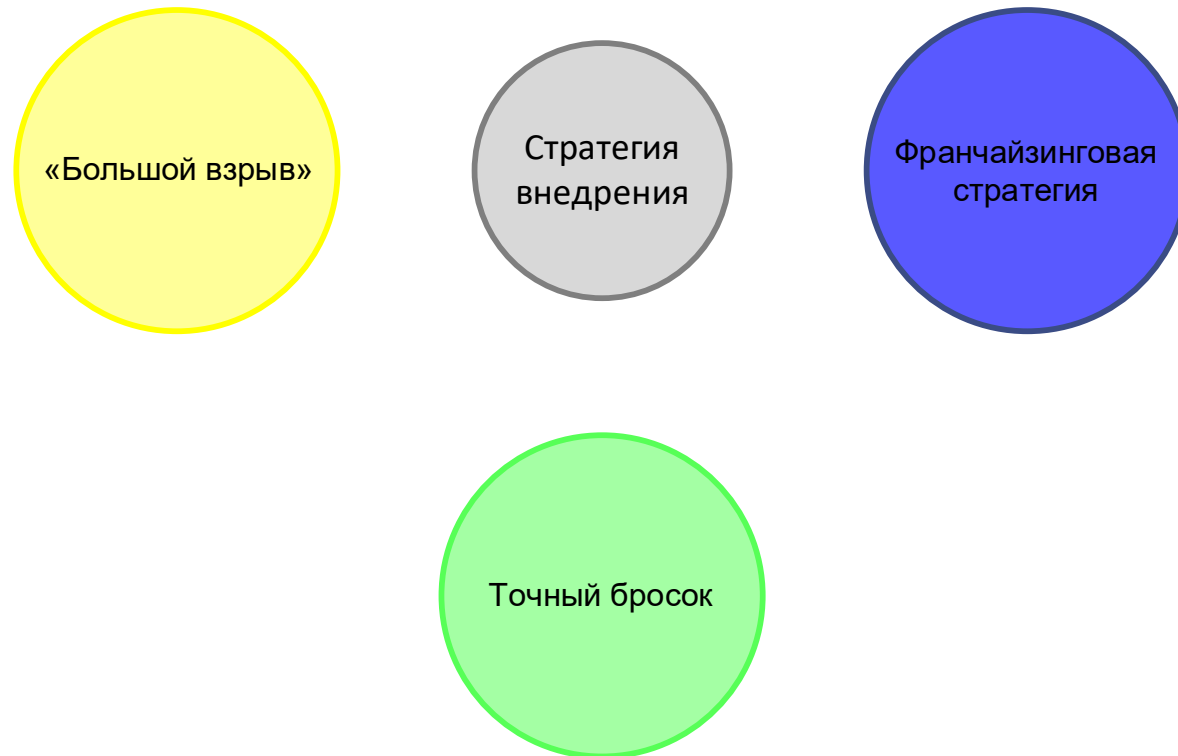 «Большой взрыв»
Стратегия
внедрения
Франчайзинговая
стратегия
Точный бросок